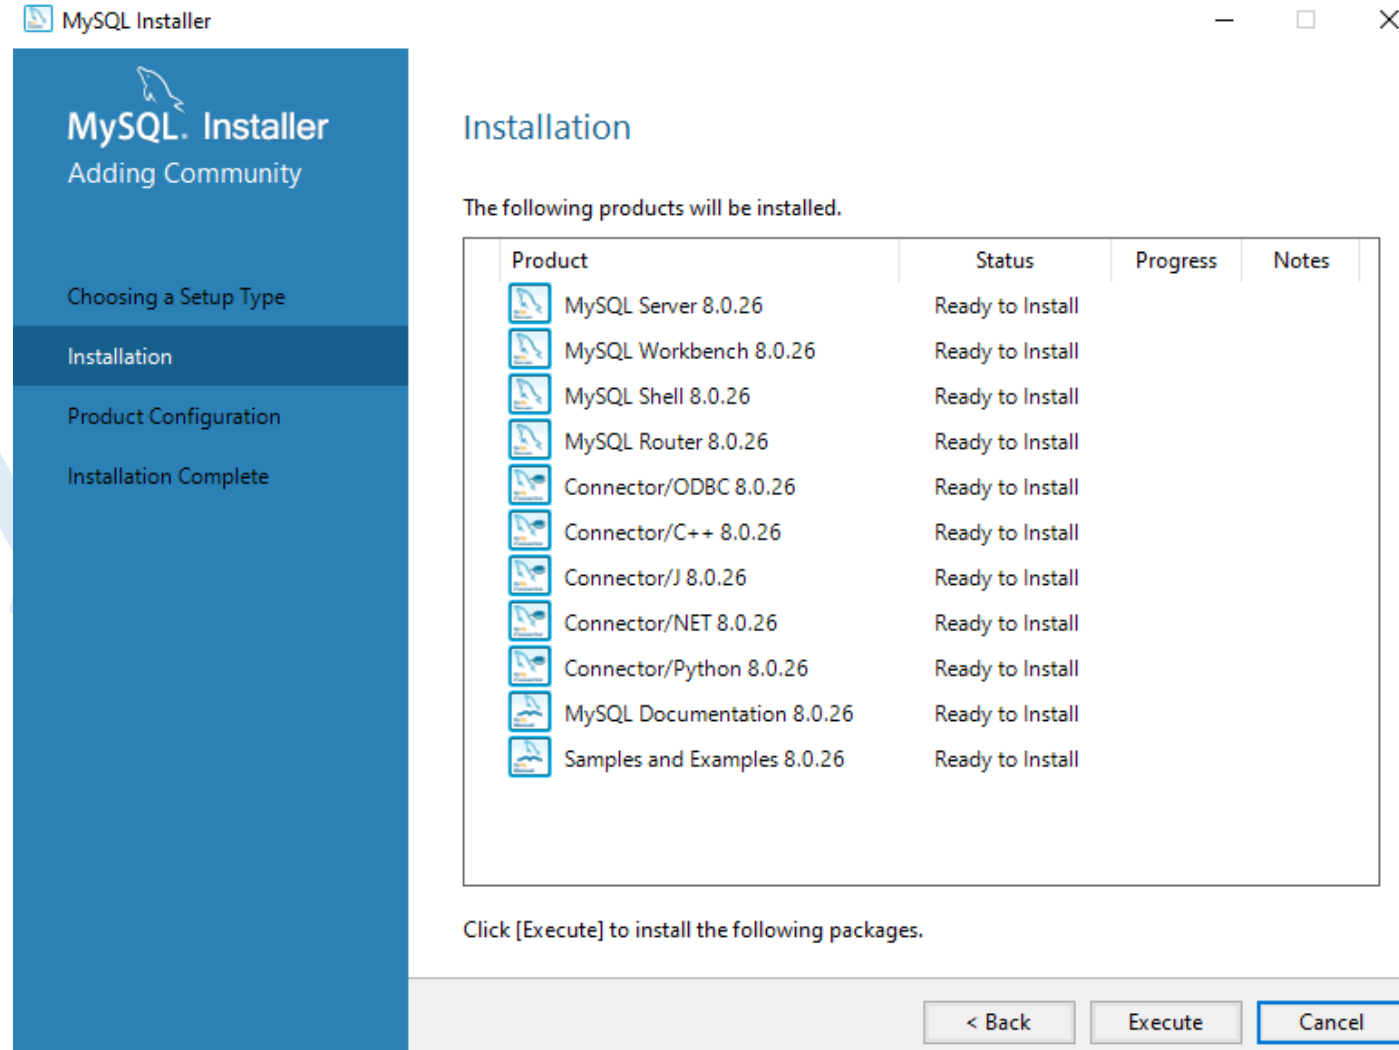 MySQL Installer
MySQL. Installer
Adding Community
Choosing a Setup Type
Installation
Product Configuration
Installation Complete
Installation
The following products will be installed.
Product Status Progress Notes
MySQL Server 8.0.26 Ready to Install
MySQL Workbench 8.0.26 Ready to Install
MySQL Shell 8.0.26 Ready to Install
MySQL Router 8.0.26 Ready to Install
Connector/ODBC 8.0.26 Ready to Install
Connector/C++ 8.0.26 Ready to Install
Connector/J 8.0.26 Ready to Install
Connector/NET 8.0.26 Ready to Install
Connector/Python 8.0.26 Ready to Install
MySQL Documentation 8.0.26 Ready to Install
Samples and Examples 8.0.26 Ready to Install
Click [Execute] to install the following packages.
< Back Execute Cancel